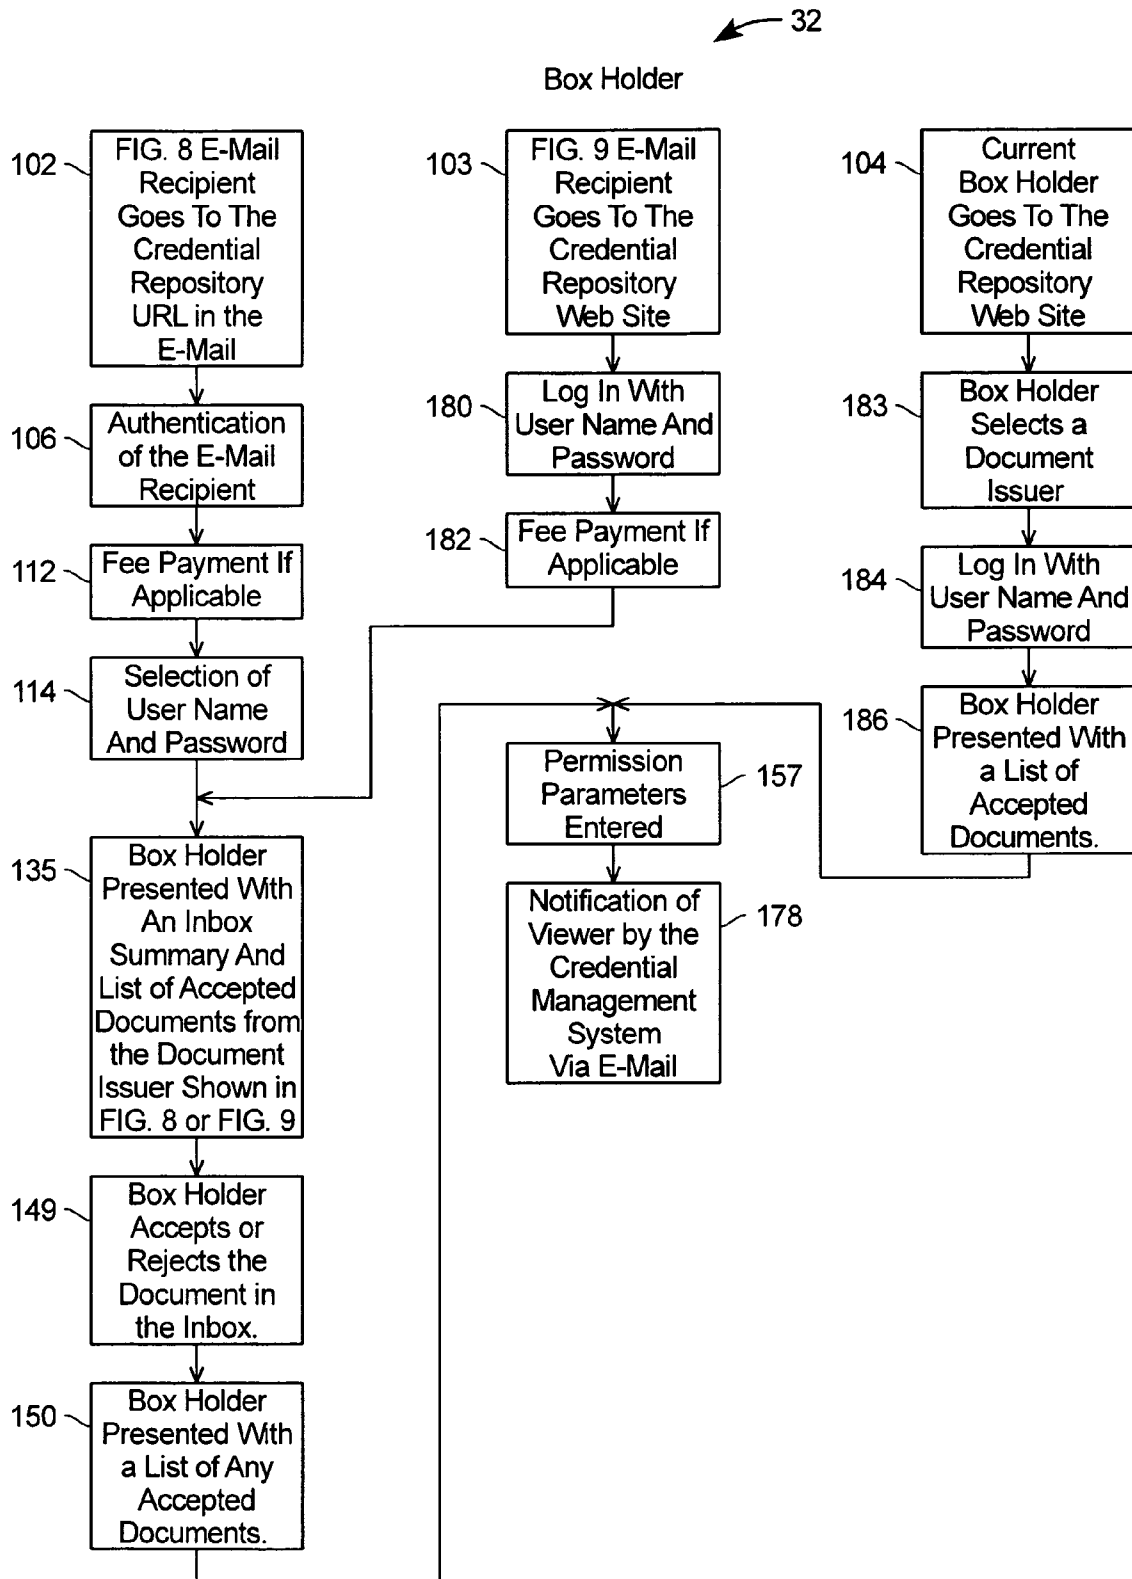 32
Box Holder
102
FIG. 8 E-Mail
Recipient
Goes To The
Credential
Repository
URL in the
E-Mail
106
Authentication
of the E-Mail
Recipient
112
Fee Payment If
Applicable
114
Selection of
User Name
And Password
135
Box Holder
Presented With
An Inbox
Summary And
List of Accepted
Documents from
the Document
Issuer Shown in
FIG. 8 or FIG. 9
149
Box Holder
Accepts or
Rejects the
Document in
the Inbox.
150
Box Holder
Presented With
a List of Any
Accepted
Documents.
103
FIG. 9 E-Mail
Recipient
Goes To The
Credential
Repository
Web Site
180
Log In With
User Name And
Password
182
Fee Payment If
Applicable
Permission
Parameters
Entered
157
Notification of
Viewer by the
Credential
Management
System
Via E-Mail
178
104
Current
Box Holder
Goes To The
Credential
Repository
Web Site
183
Box Holder
Selects a
Document
Issuer
184
Log In With
User Name And
Password
186
Box Holder
Presented With
a List of
Accepted
Documents.